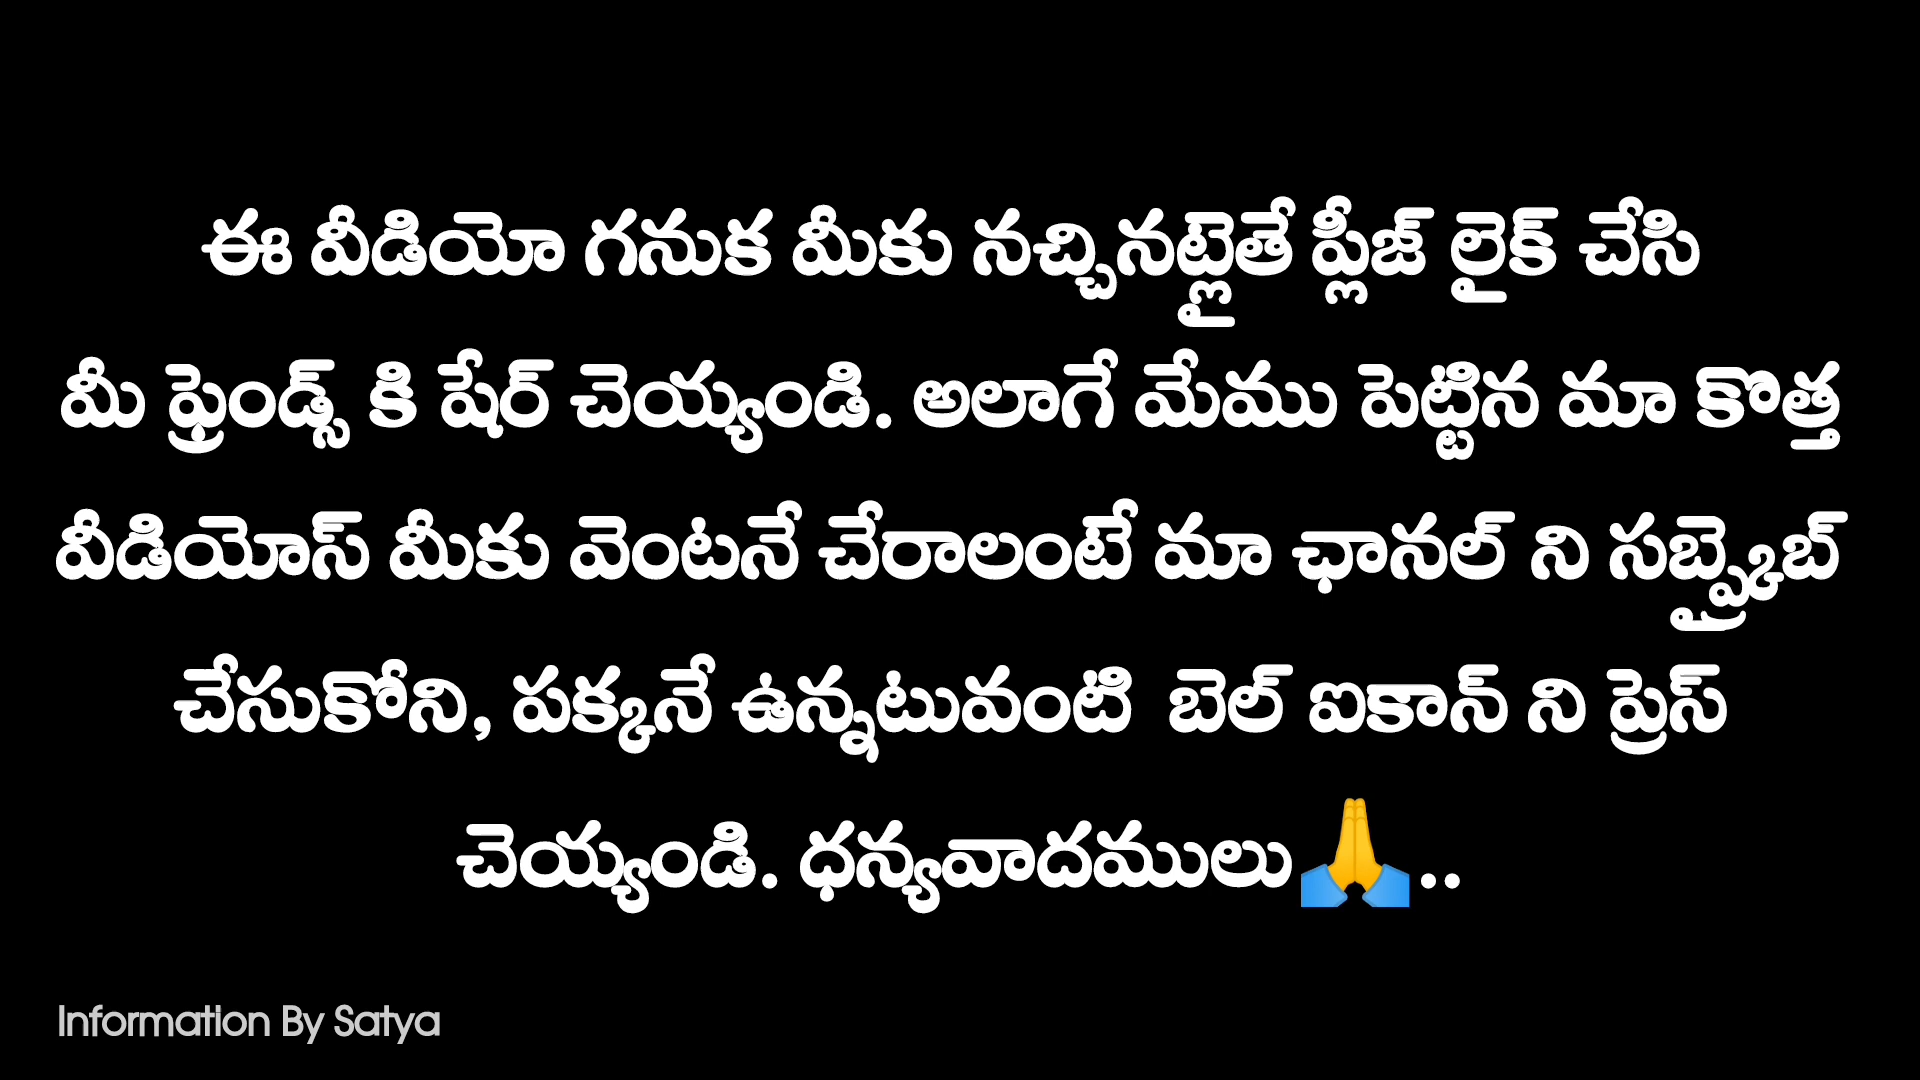 ఈ వీడియో గనుక మీకు నచ్చినట్లైతే ప్లీజ్ లైక్ చేసి
మీ ఫ్రెండ్స్ కి షేర్ చెయ్యండి. అలాగే మేము పెట్టిన మా కొత్త
వీడియోస్ మీకు వెంటనే చేరాలంటే మా ఛానల్ ని సబ్స్క్రైబ్
చేసుకోని, పక్కనే ఉన్నటువంటి  బెల్ ఐకాన్ ని ప్రెస్
చెయ్యండి. ధన్యవాదములు🙏..
Information By Satya